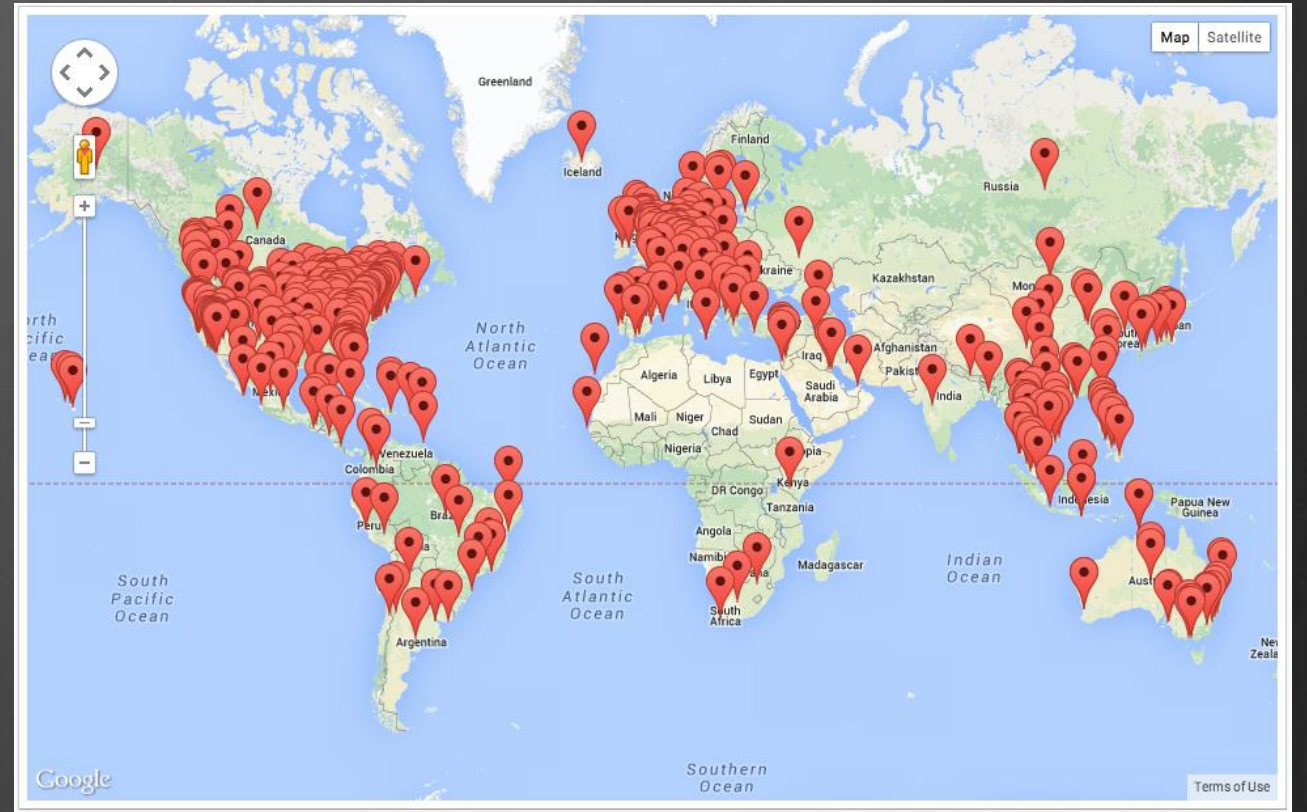 Map Satellite
Greenland
Finland
Iceland
Russia
Canada
Kazakhstan
North
Atlantic
Ocean
Iraq
Afghanistan
Algeria
Libya
Egypt
Saudi
Arabia
India
Mali
Niger
Sudan
Chad
Nigeria
Venezuela
Colombia
DR Congo
Kenya
Tanzania
Indonesia
Papua New
Guinea
Peru
Angola
Madagascar
Indian
Ocean
South
Pacific
Ocean
South
Atlantic
Ocean
South
Africa
Argentina
Southern
Ocean
Google
Terms of Use